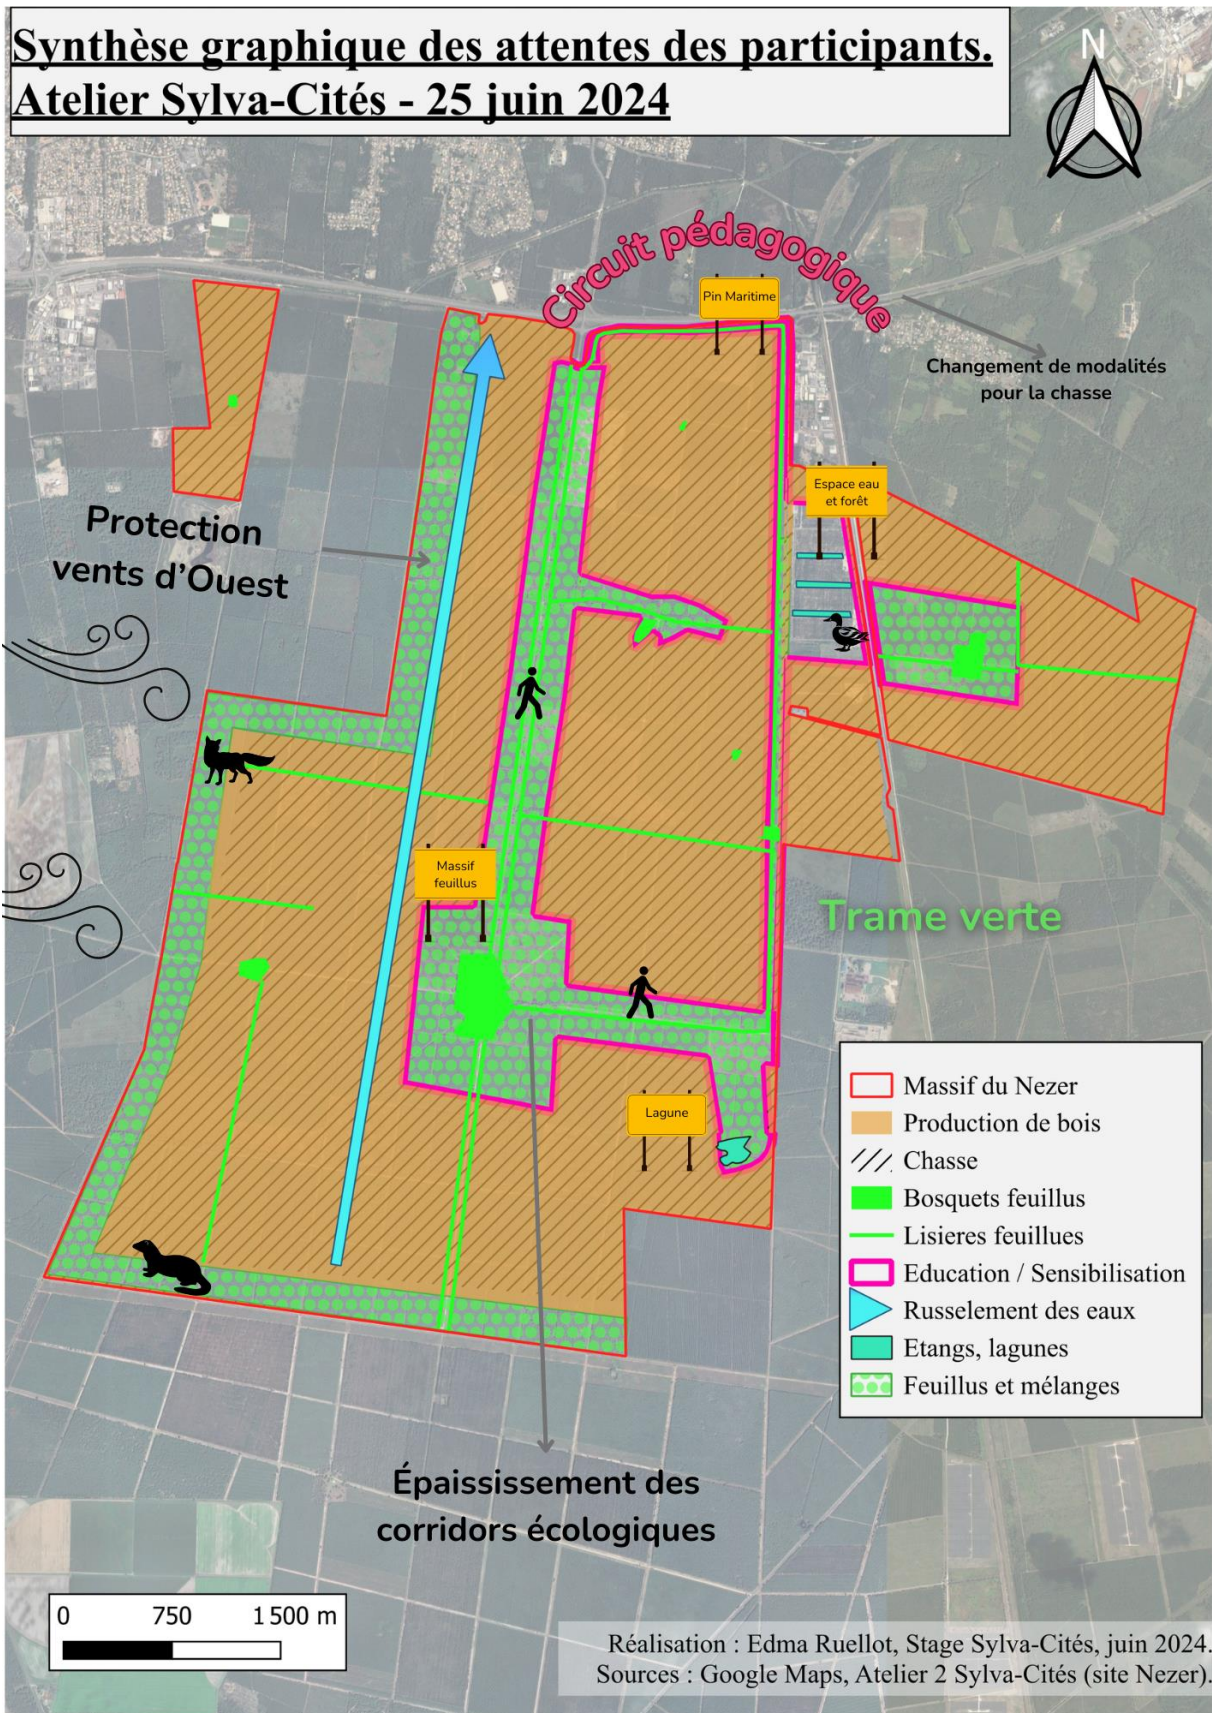 Synthèse graphique des attentes des participants.
Atelier Sylva-Cités - 25 juin 2024
N
Circuit pédagogique
Pin Maritime
Changement de modalités
pour la chasse
Espace eau
et forêt
Protection
vents d'Ouest
Massif
feuillus
Trame verte
Lagune
Massif du Nezer
Production de bois
Chasse
Bosquets feuillus
Lisieres feuillues
Education / Sensibilisation
Russelement des eaux
Etangs, lagunes
Feuillus et mélanges
Épaississement des
corridors écologiques
0 750 1 500 m
Réalisation : Edma Ruellot, Stage Sylva-Cités, juin 2024.
Sources : Google Maps, Atelier 2 Sylva-Cités (site Nezer).